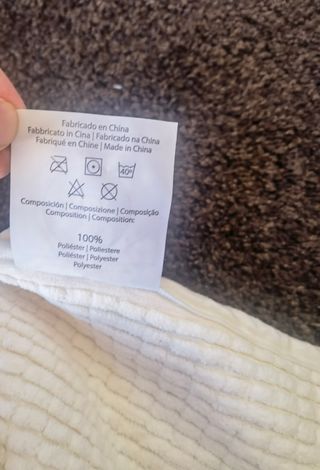 Fabricado en China
Fabbricato in Cina | Fabricado na China
Fabriqué en Chine | Made in China
40º
Composición | Composizione | Composição
Composition | Composition:
100%
Poliéster | Poliestere
Poliéster | Polyester
Polyester